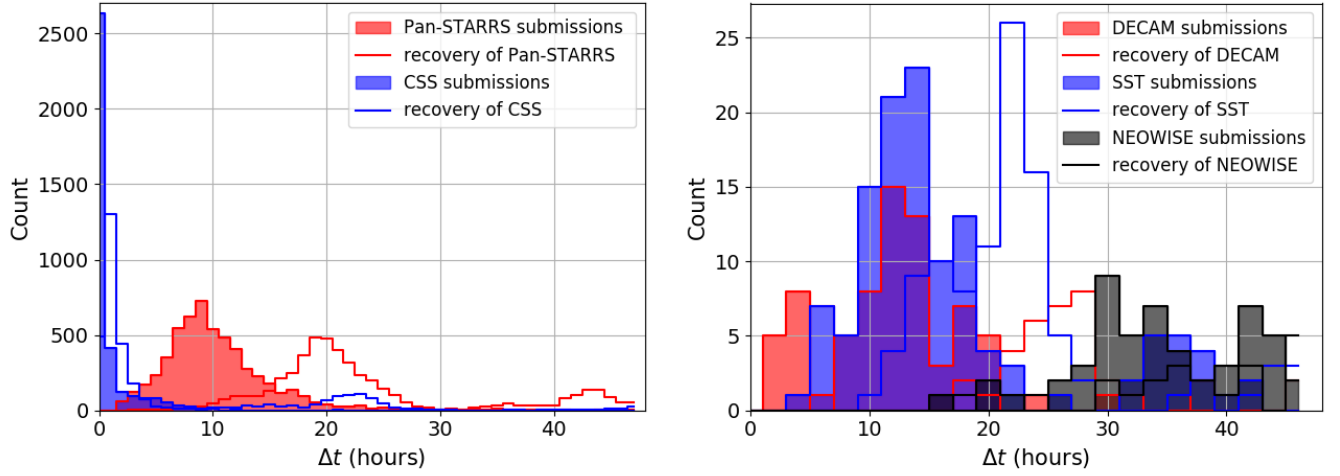 Pan-STARRS submissions
recovery of Pan-STARRS
CSS submissions
recovery of CSS
2500
2000
1500
1000
500
0
Count
0
10
20
30
40
Δt (hours)
DECAM submissions
recovery of DECAM
SST submissions
recovery of SST
NEOWISE submissions
recovery of NEOWISE
25
20
15
10
5
0
Count
0
10
20
30
40
Δt (hours)